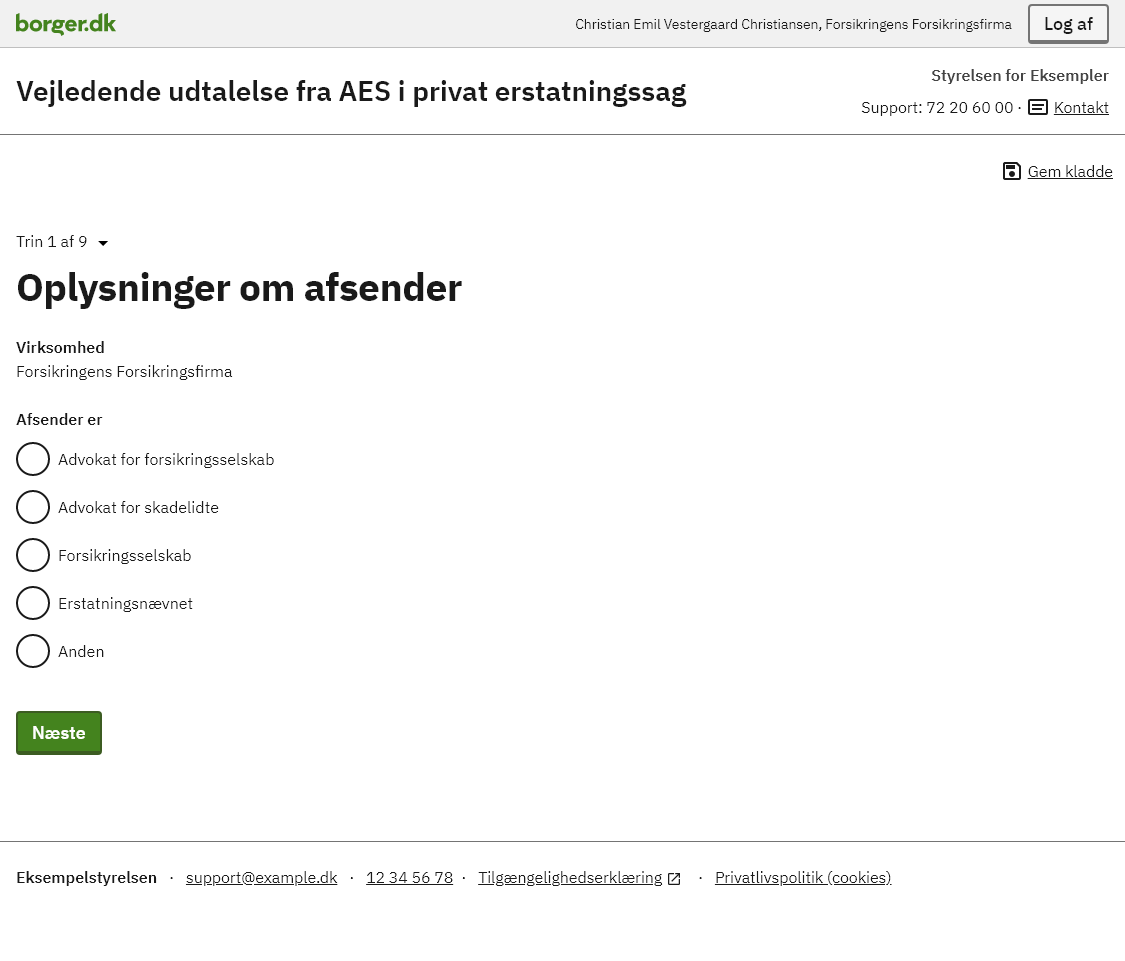 borger.dk
Christian Emil Vestergaard Christiansen, Forsikringens Forsikringsfirma
Log af
Vejledende udtalelse fra AES i privat erstatningssag
Styrelsen for Eksempler
Support: 72 20 60 00 · Kontakt
Gem kladde
Trin 1 af 9
Oplysninger om afsender
Virksomhed
Forsikringens Forsikringsfirma
Afsender er
Advokat for forsikringsselskab
Advokat for skadelidte
Forsikringsselskab
Erstatningsnævnet
Anden
Næste
Eksempelstyrelsen · support@example.dk · 12 34 56 78 · Tilgængelighedserklæring · Privatlivspolitik (cookies)